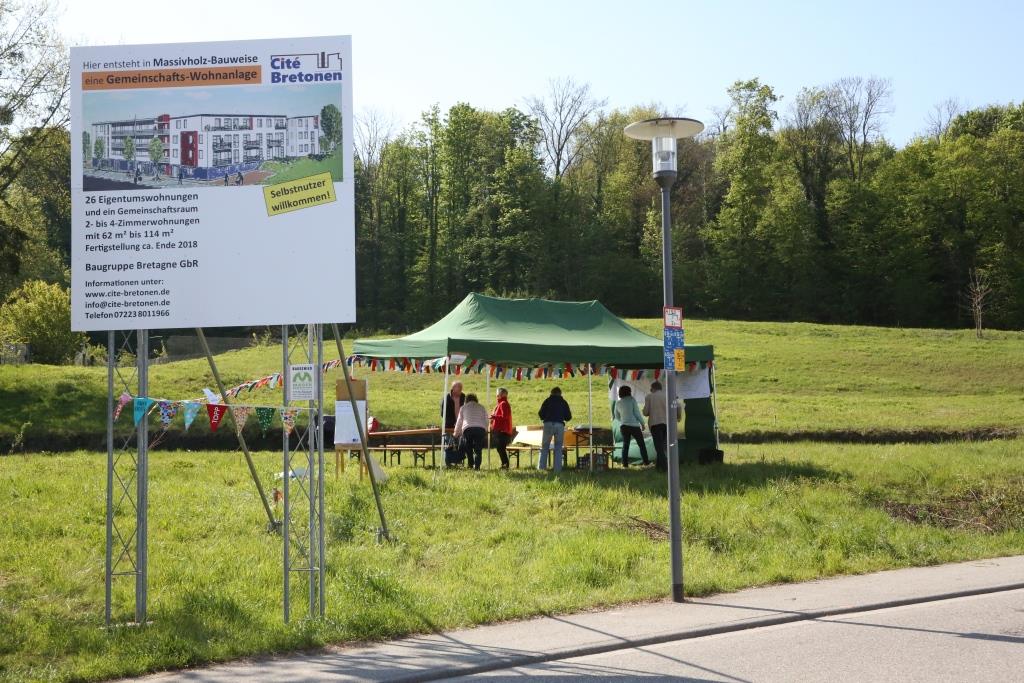 Hier entsteht in Massivholz-Bauweise
eine Gemeinschafts-Wohnanlage
Cité
Bretonen
26 Eigentumswohnungen
und ein Gemeinschaftsraum
2- bis 4-Zimmerwohnungen
mit 62 m² bis 114 m²
Fertigstellung ca. Ende 2018
Selbstnutzer
willkommen!
Baugruppe Bretagne GbR
Informationen unter:
www.cite-bretonen.de
info@cite-bretonen.de
Telefon 07223 8011966
BAUSCHILD
TOPP